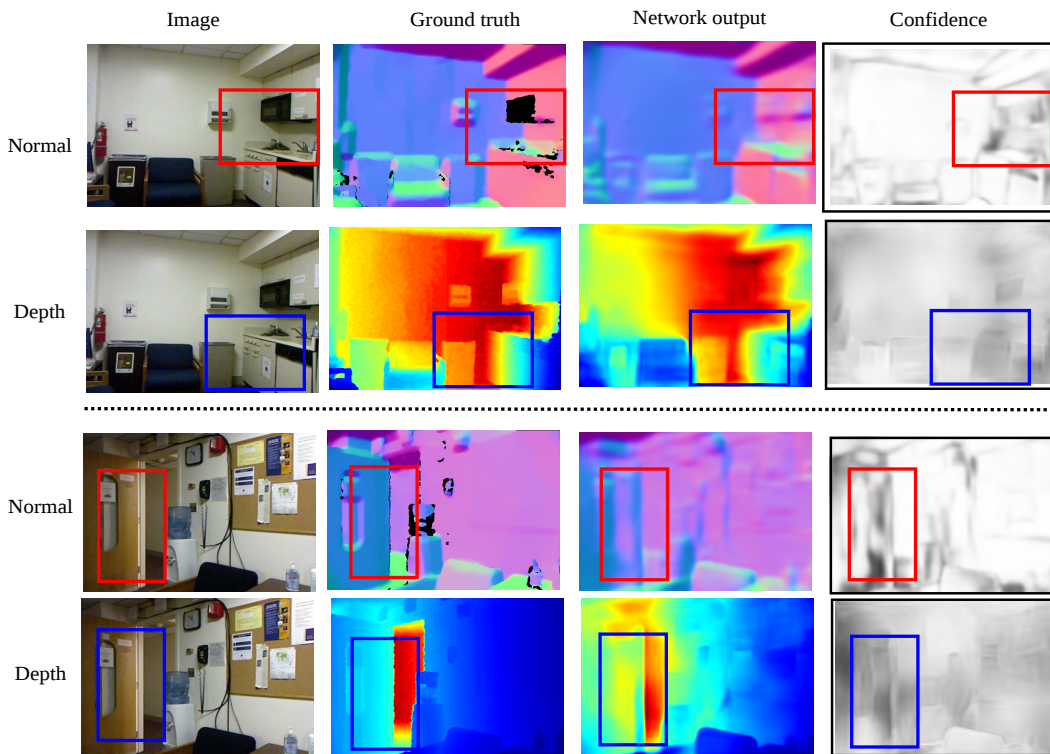 Image Ground truth Network output Confidence
Normal
Depth
Normal
Depth